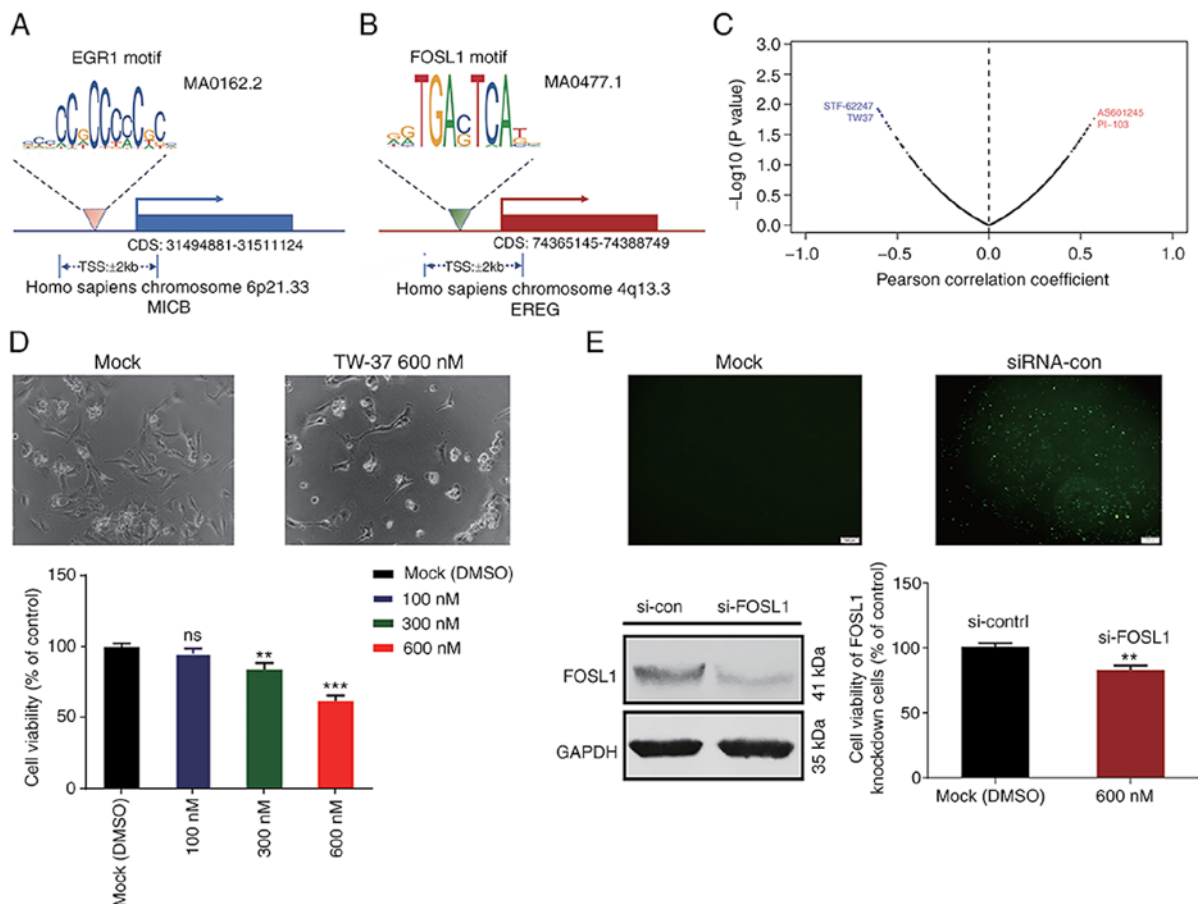 A
EGR1 motif
MA0162.2
CDS: 31494881-31511124
TSS:±2kb
Homo sapiens chromosome 6p21.33
MICB
B
FOSL1 motif
MA0477.1
CDS: 74365145-74388749
TSS:±2kb
Homo sapiens chromosome 4q13.3
EREG
C
3.0
2.5
2.0
1.5
1.0
0.5
0.0
−Log10 (P value)
STF-62247
TW37
AS601245
PI-103
−1.0
−0.5
0.0
0.5
1.0
Pearson correlation coefficient
D
Mock
TW-37 600 nM
150
100
50
0
Cell viability (% of control)
ns
**
***
Mock (DMSO)
100 nM
300 nM
600 nM
Mock (DMSO)
100 nM
300 nM
600 nM
E
Mock
siRNA-con
si-con
si-FOSL1
FOSL1
41 kDa
GAPDH
35 kDa
Cell viability of FOSL1
knockdown cells (% of control)
150
100
50
0
si-contrl
si-FOSL1
**
Mock (DMSO)
600 nM